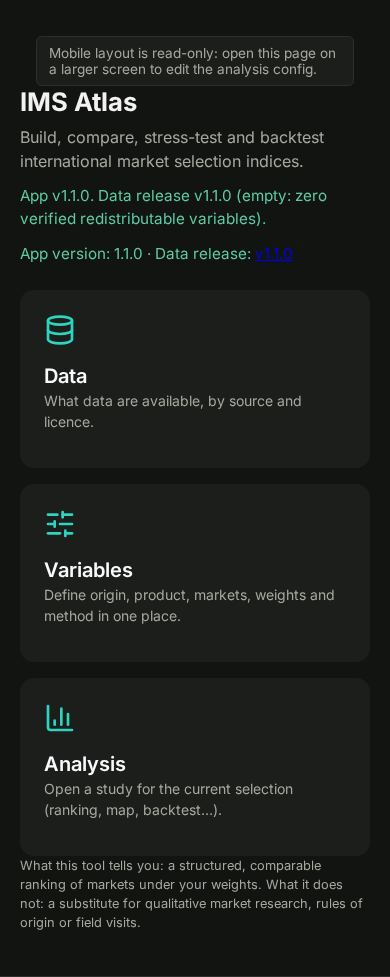 Mobile layout is read-only: open this page on
a larger screen to edit the analysis config.
IMS Atlas
Build, compare, stress-test and backtest
international market selection indices.
App v1.1.0. Data release v1.1.0 (empty: zero
verified redistributable variables).
App version: 1.1.0 · Data release: v1.1.0
Data
What data are available, by source and
licence.
Variables
Define origin, product, markets, weights and
method in one place.
Analysis
Open a study for the current selection
(ranking, map, backtest…).
What this tool tells you: a structured, comparable
ranking of markets under your weights. What it does
not: a substitute for qualitative market research, rules of
origin or field visits.